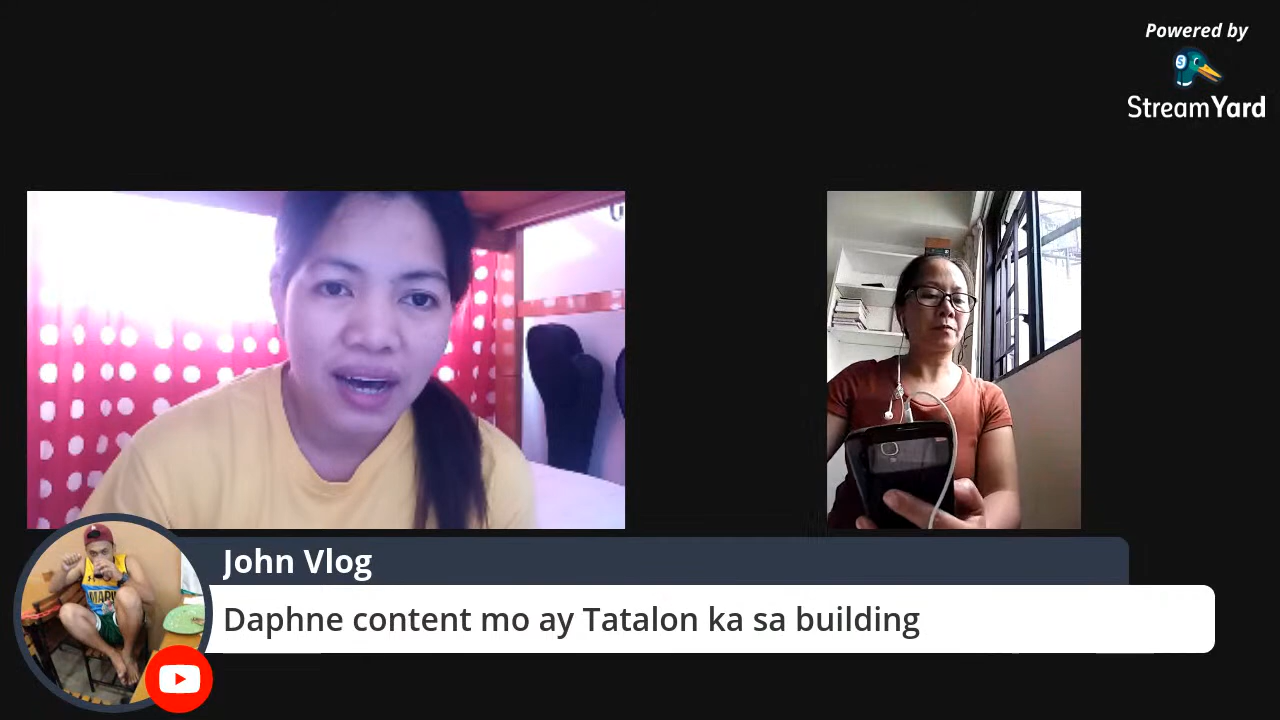 Powered by
StreamYard
John Vlog
Daphne content mo ay Tatalon ka sa building